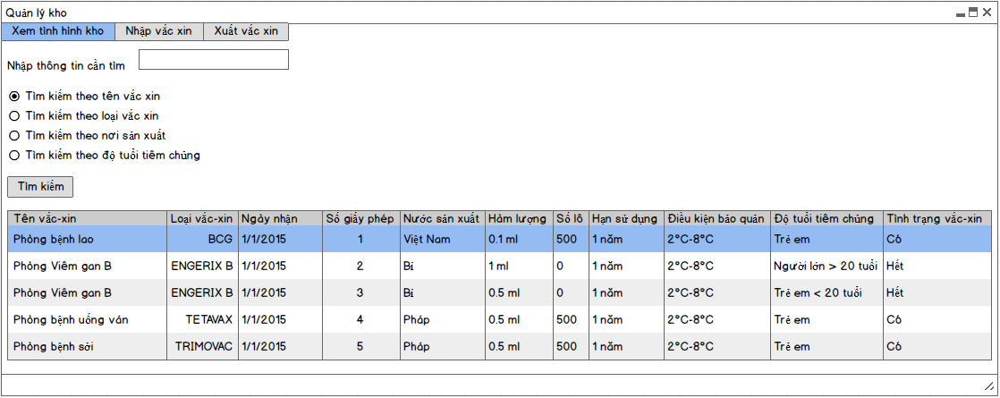 Quản lý kho
Xem tình hình kho Nhập vắc xin Xuất vắc xin
Nhập thông tin cần tìm
Tìm kiếm theo tên vắc xin
Tìm kiếm theo loại vắc xin
Tìm kiếm theo nơi sản xuất
Tìm kiếm theo độ tuổi tiêm chủng
Tìm kiếm
Tên vắc-xin Loại vắc-xin Ngày nhận Số giấy phép Nước sản xuất Hàm lượng Số lô Hạn sử dụng Điều kiện bảo quản Độ tuổi tiêm chủng Tình trạng vắc-xin
Phòng bệnh lao BCG 1/1/2015 1 Việt Nam 0.1 ml 500 1 năm 2°C-8°C Trẻ em Có
Phòng Viêm gan B ENGERIX B 1/1/2015 2 Bỉ 1 ml 0 1 năm 2°C-8°C Người lớn > 20 tuổi Hết
Phòng Viêm gan B ENGERIX B 1/1/2015 3 Bỉ 0.5 ml 0 1 năm 2°C-8°C Trẻ em < 20 tuổi Hết
Phòng bệnh uống ván TETAVAX 1/1/2015 4 Pháp 0.5 ml 500 1 năm 2°C-8°C Trẻ em Có
Phòng bệnh sởi TRIMOVAC 1/1/2015 5 Pháp 0.5 ml 500 1 năm 2°C-8°C Trẻ em Có